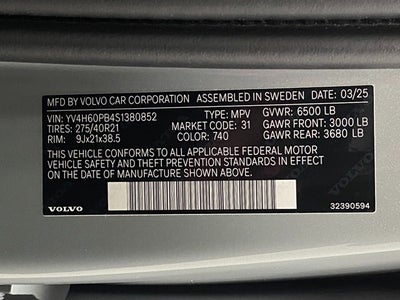 MFD BY VOLVO CAR CORPORATION ASSEMBLED IN SWEDEN DATE: 03/25
VIN: YV4H60PB4S1380852 TYPE: MPV GVWR: 6500 LB
TIRES: 275/40R21 MARKET CODE: 31 GAWR FRONT: 3000 LB
RIM: 9Jx21x38.5 COLOR: 740 GAWR REAR: 3680 LB
THIS VEHICLE CONFORMS TO ALL APPLICABLE FEDERAL MOTOR
VEHICLE SAFETY AND THEFT PREVENTION STANDARDS IN EFFECT
ON THE DATE OF MANUFACTURE SHOWN ABOVE.
VOLVO
VOLVO 32390594